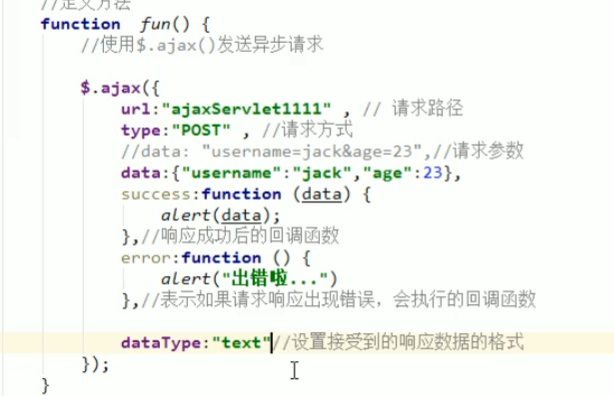 //定义方法
function fun() {
//使用$.ajax()发送异步请求
$.ajax({
url:"ajaxServlet1111" , // 请求路径
type:"POST" , //请求方式
//data: "username=jack&age=23",//请求参数
data:{"username":"jack","age":23},
success:function (data) {
alert(data);
},//响应成功后的回调函数
error:function () {
alert("出错啦...")
},//表示如果请求响应出现错误，会执行的回调函数
dataType:"text"//设置接受到的响应数据的格式
});
}